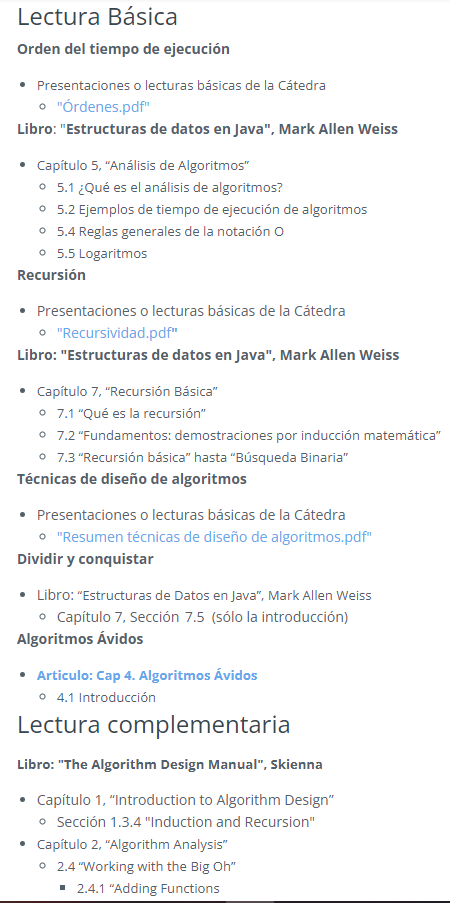 Lectura Básica
Orden del tiempo de ejecución
Presentaciones o lecturas básicas de la Cátedra
"Órdenes.pdf"
Libro: "Estructuras de datos en Java", Mark Allen Weiss
Capítulo 5, “Análisis de Algoritmos”
5.1 ¿Qué es el análisis de algoritmos?
5.2 Ejemplos de tiempo de ejecución de algoritmos
5.4 Reglas generales de la notación O
5.5 Logaritmos
Recursión
Presentaciones o lecturas básicas de la Cátedra
"Recursividad.pdf"
Libro: "Estructuras de datos en Java", Mark Allen Weiss
Capítulo 7, “Recursión Básica”
7.1 “Qué es la recursión”
7.2 “Fundamentos: demostraciones por inducción matemática”
7.3 “Recursión básica” hasta “Búsqueda Binaria”
Técnicas de diseño de algoritmos
Presentaciones o lecturas básicas de la Cátedra
"Resumen técnicas de diseño de algoritmos.pdf"
Dividir y conquistar
Libro: “Estructuras de Datos en Java”, Mark Allen Weiss
Capítulo 7, Sección 7.5 (sólo la introducción)
Algoritmos Ávidos
Articulo: Cap 4. Algoritmos Ávidos
4.1 Introducción
Lectura complementaria
Libro: "The Algorithm Design Manual", Skienna
Capítulo 1, “Introduction to Algorithm Design”
Sección 1.3.4 "Induction and Recursion"
Capítulo 2, “Algorithm Analysis”
2.4 “Working with the Big Oh”
2.4.1 “Adding Functions